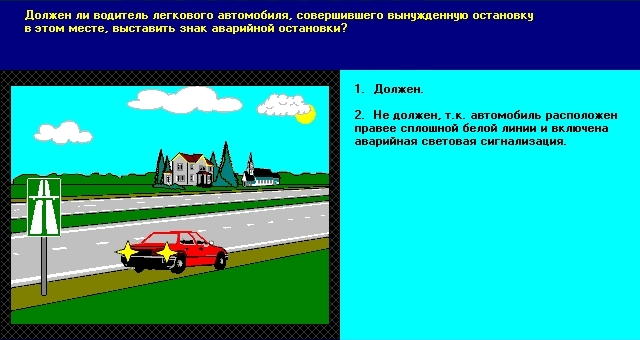 Должен ли водитель легкового автомобиля, совершившего вынужденную остановку
в этом месте, выставить знак аварийной остановки?
1. Должен.
2. Не должен, т.к. автомобиль расположен
правее сплошной белой линии и включена
аварийная световая сигнализация.